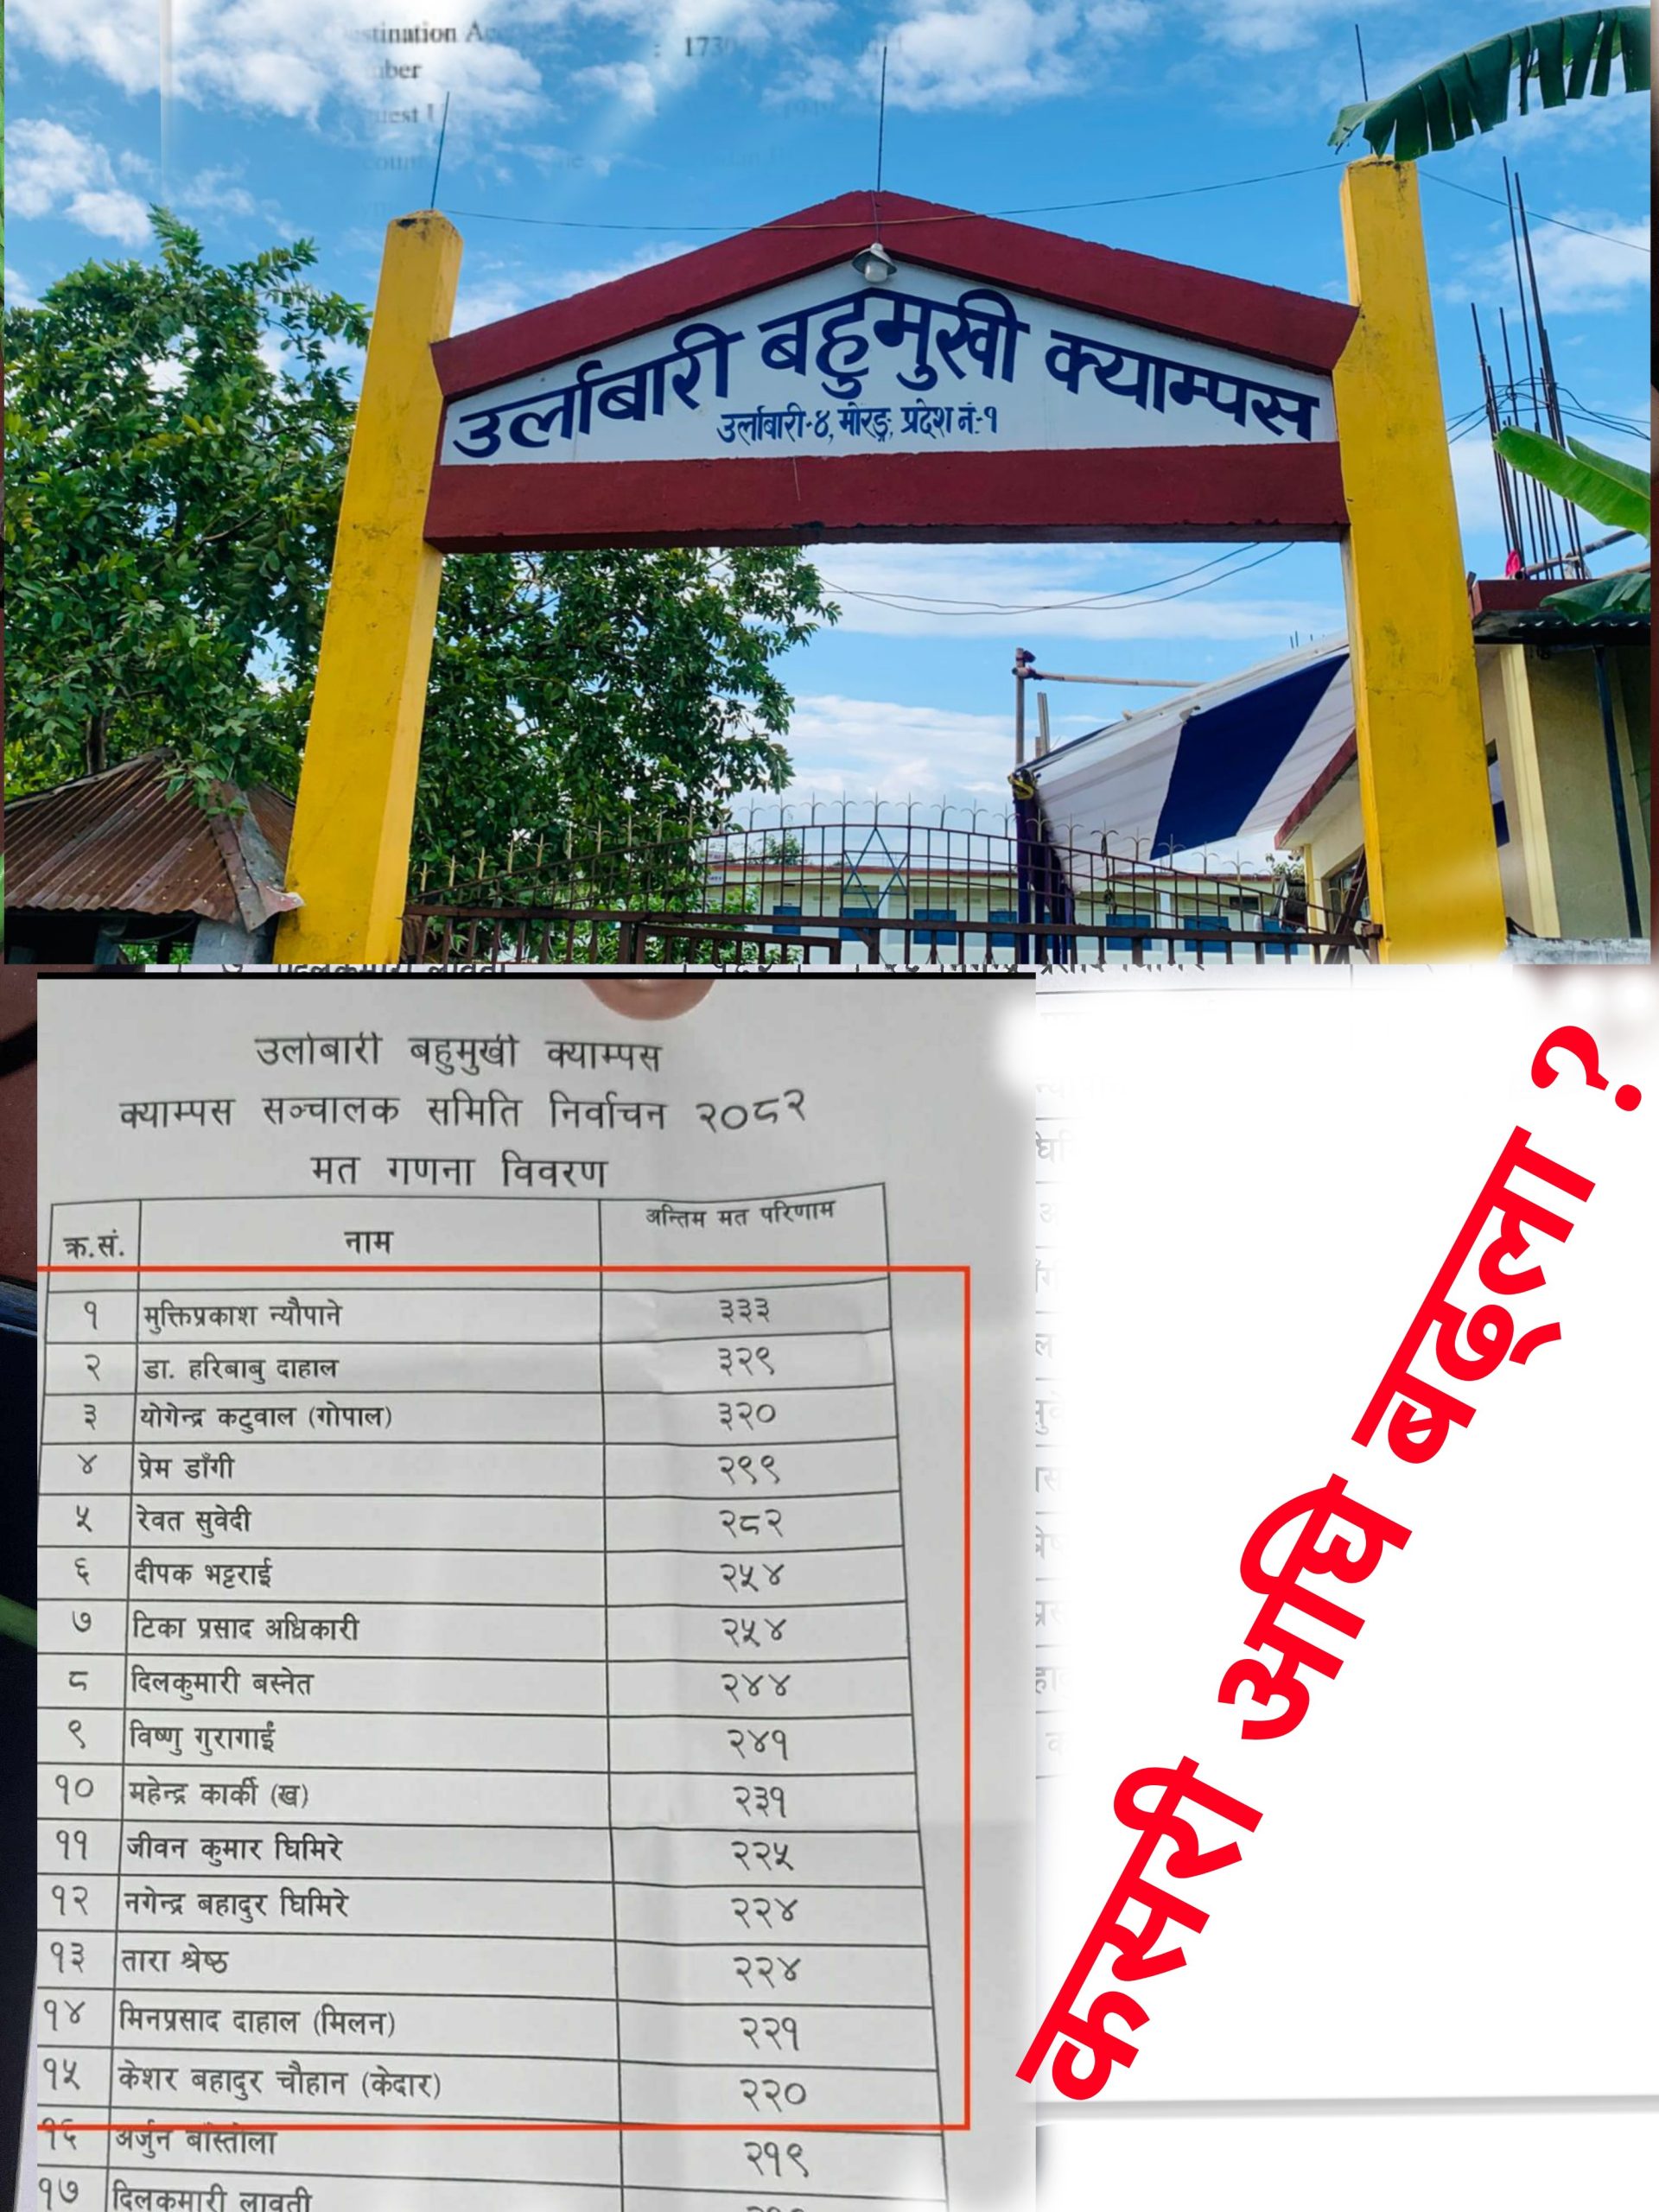 उर्लाबारी बहुमुखी क्याम्पस
उर्लाबारी-४, मोरङ, प्रदेश नं.-१
उर्लाबारी बहुमुखी क्याम्पस
क्याम्पस सञ्चालक समिति निर्वाचन २०८२
मत गणना विवरण
क्र.सं. नाम अन्तिम मत परिणाम
१ मुक्तिप्रकाश न्यौपाने ३३३
२ डा. हरिबाबु दाहाल ३२९
३ योगेन्द्र कटुवाल (गोपाल) ३२०
४ प्रेम डाँगी २९९
५ रेवत सुवेदी २८२
६ दीपक भट्टराई २५४
७ टिका प्रसाद अधिकारी २५४
८ दिलकुमारी बस्नेत २४४
९ विष्णु गुरागाईं २४१
१० महेन्द्र कार्की (ख) २३१
११ जीवन कुमार घिमिरे २२५
१२ नगेन्द्र बहादुर घिमिरे २२४
१३ तारा श्रेष्ठ २२४
१४ मिनप्रसाद दाहाल (मिलन) २२१
१५ केशर बहादुर चौहान (केदार) २२०
१६ अर्जुन बास्तोला २१९
१७ दिलकुमारी लावती
कसरी अघि बढ्ला ?